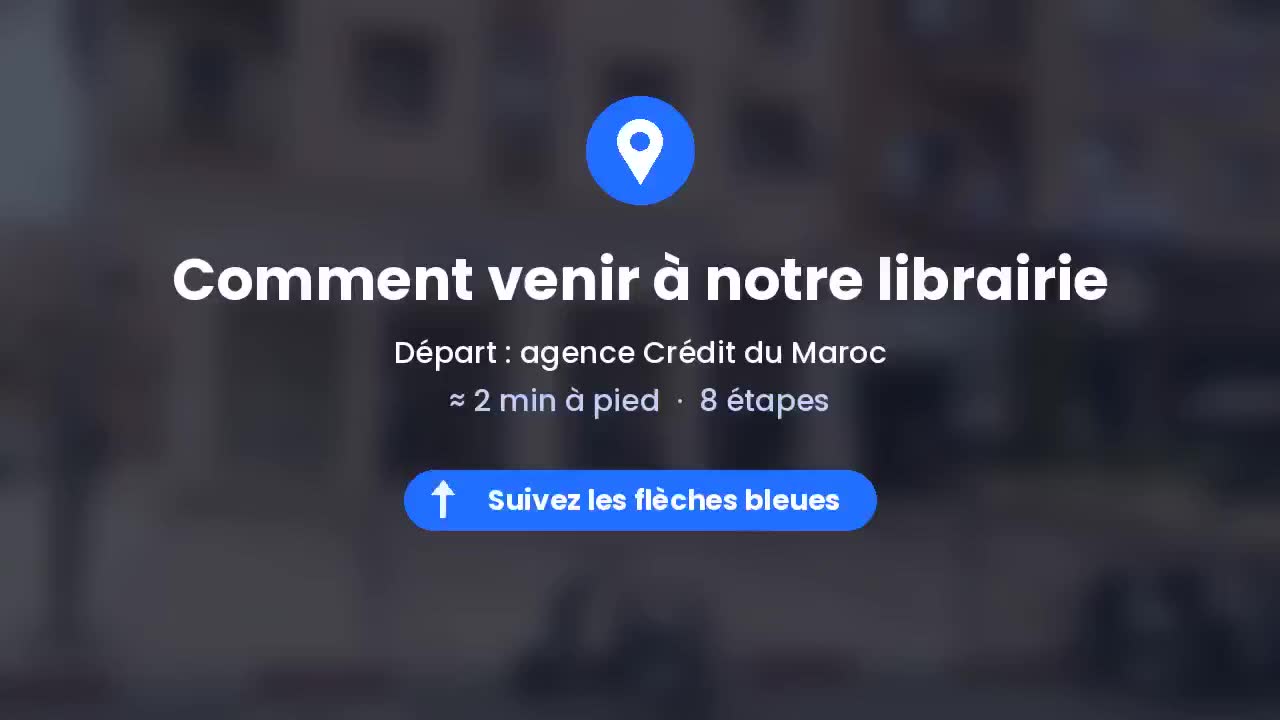 Comment venir à notre librairie
Départ : agence Crédit du Maroc
≈ 2 min à pied · 8 étapes
Suivez les flèches bleues